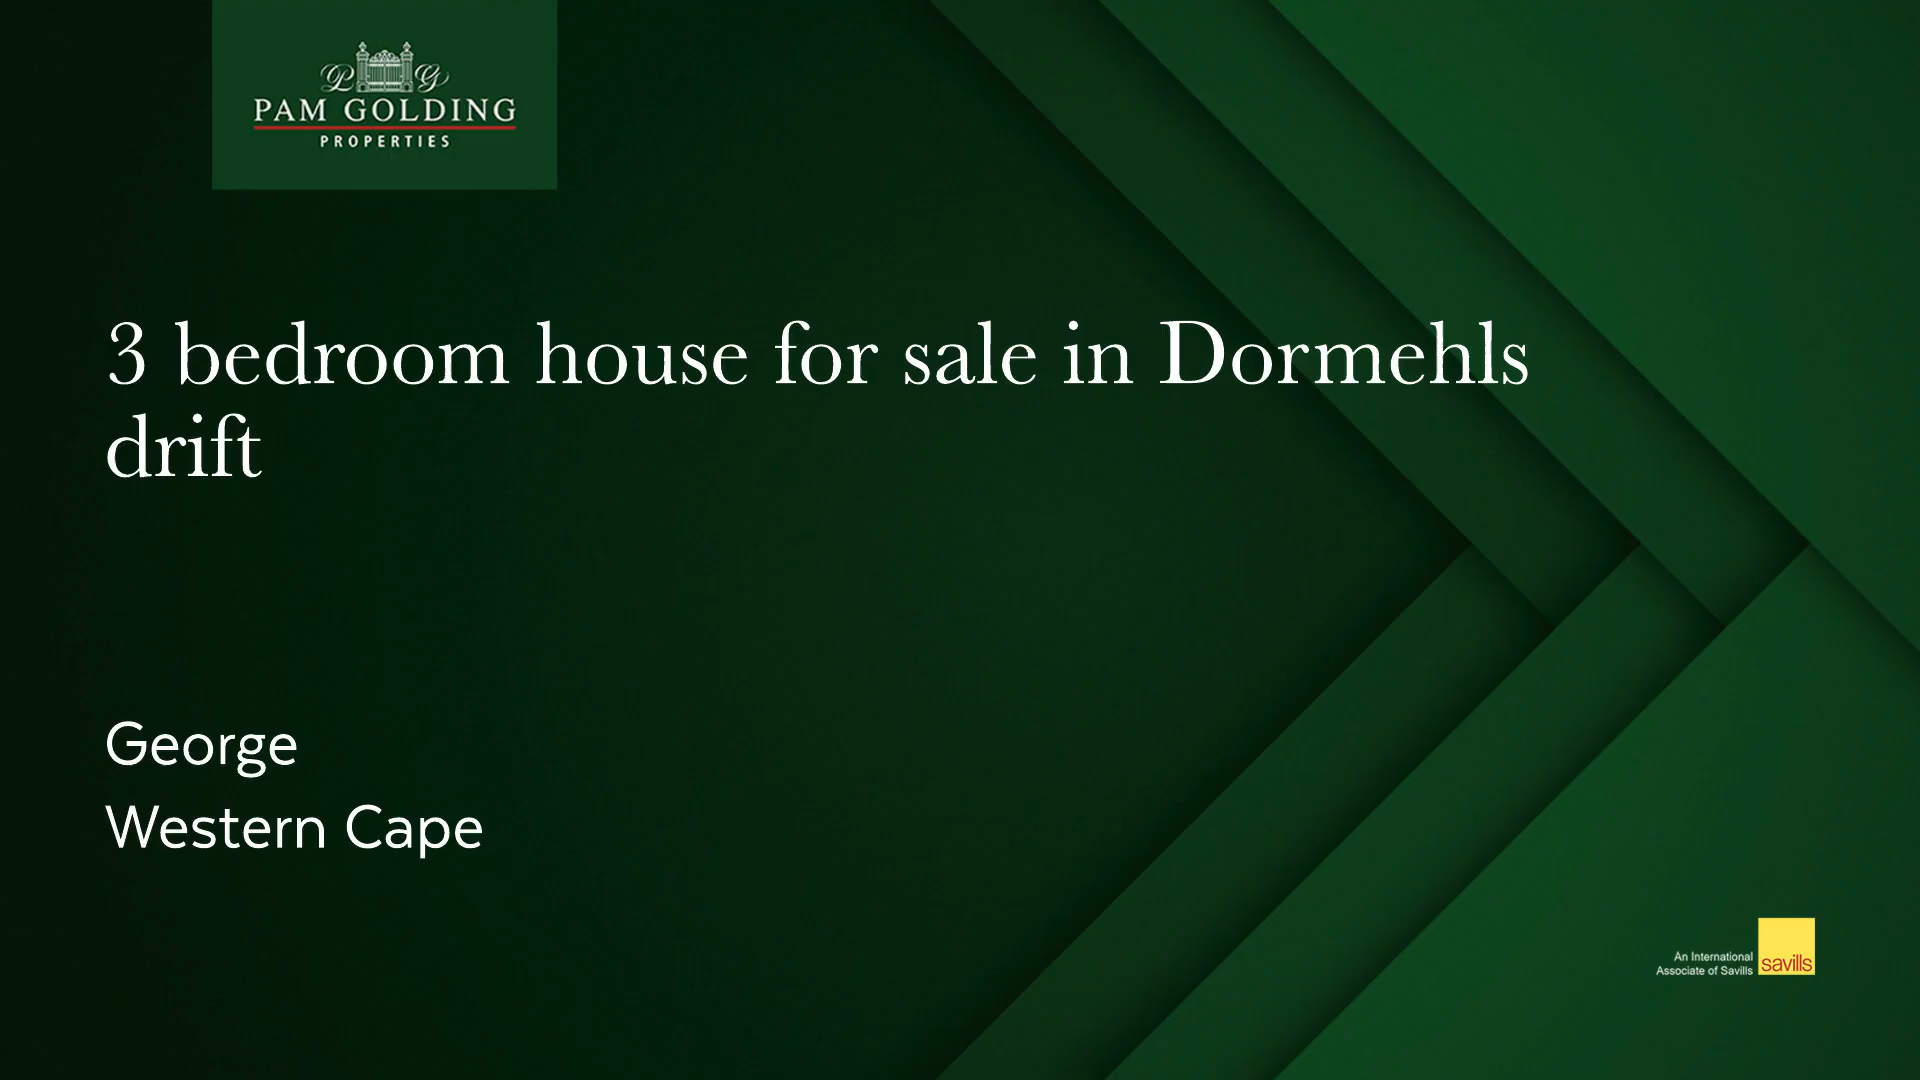 P G
PAM GOLDING
PROPERTIES
3 bedroom house for sale in Dormehls
drift
George
Western Cape
An International
Associate of Savills
savills